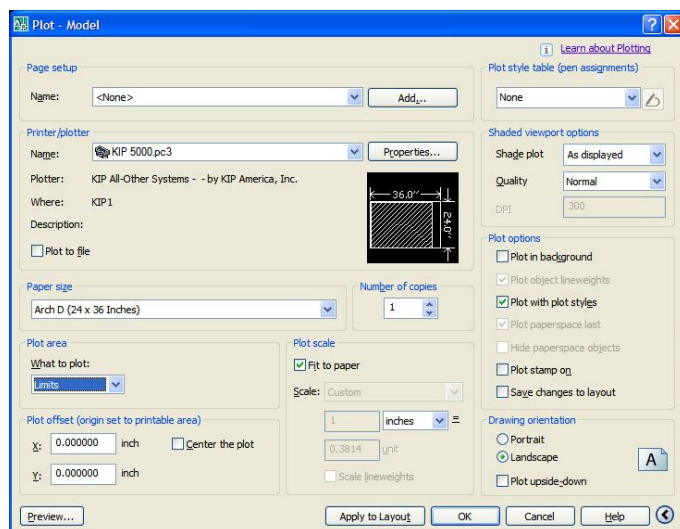 Plot - Model
Learn about Plotting
Page setup
Name: <None> Add...
Plot style table (pen assignments)
None
Printer/plotter
Name: KIP 5000.pc3 Properties...
Plotter: KIP All-Other Systems - - by KIP America, Inc.
Where: KIP1
Description:
Plot to file
36.0''
24.0''
Shaded viewport options
Shade plot As displayed
Quality Normal
DPI 300
Paper size
Arch D (24 x 36 Inches)
Number of copies
1
Plot area
What to plot:
Limits
Plot scale
Fit to paper
Scale: Custom
1 inches =
0.3814 unit
Scale lineweights
Plot offset (origin set to printable area)
X: 0.000000 inch Center the plot
Y: 0.000000 inch
Plot options
Plot in background
Plot object lineweights
Plot with plot styles
Plot paperspace last
Hide paperspace objects
Plot stamp on
Save changes to layout
Drawing orientation
Portrait
Landscape
Plot upside-down
A
Preview... Apply to Layout OK Cancel Help